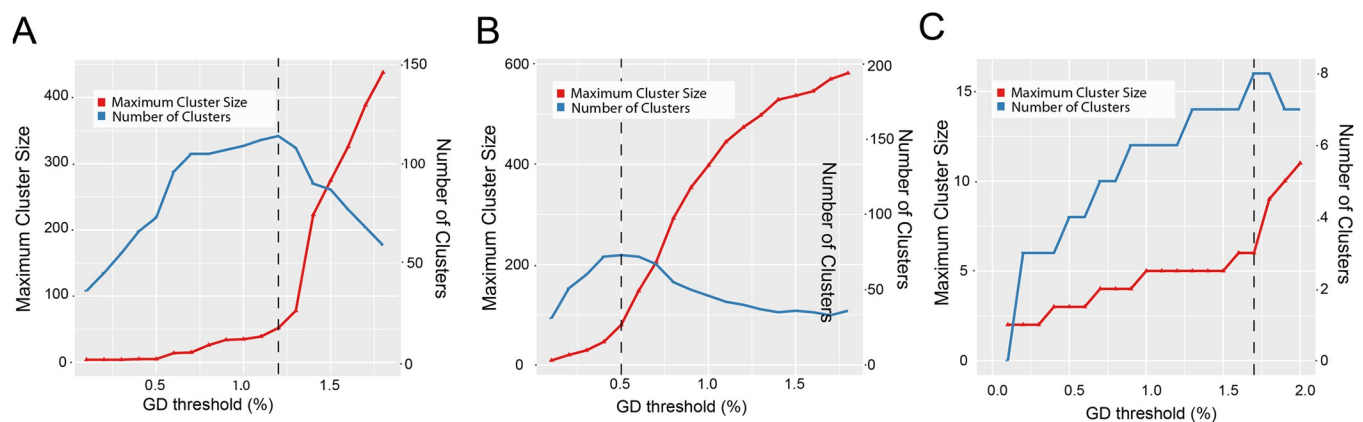 A
Maximum Cluster Size
400
300
200
100
0
Maximum Cluster Size
Number of Clusters
150
100
50
0
Number of Clusters
0.5
1.0
1.5
GD threshold (%)
B
Maximum Cluster Size
600
400
200
0
Maximum Cluster Size
Number of Clusters
Number of Clusters
200
150
100
50
0
Number of Clusters
0.5
1.0
1.5
GD threshold (%)
C
Maximum Cluster Size
15
10
5
0
Maximum Cluster Size
Number of Clusters
8
6
4
2
0
Number of Clusters
0.0
0.5
1.0
1.5
2.0
GD threshold (%)